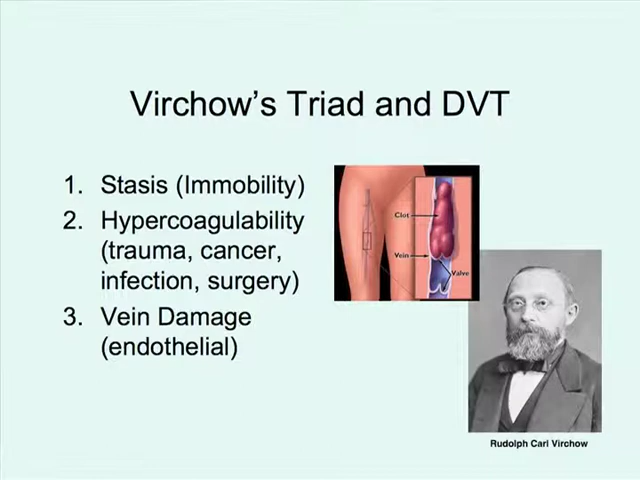 Virchow's Triad and DVT
1. Stasis (Immobility)
2. Hypercoagulability
(trauma, cancer,
infection, surgery)
3. Vein Damage
(endothelial)
Clot
Vein
Valve
Rudolph Carl Virchow